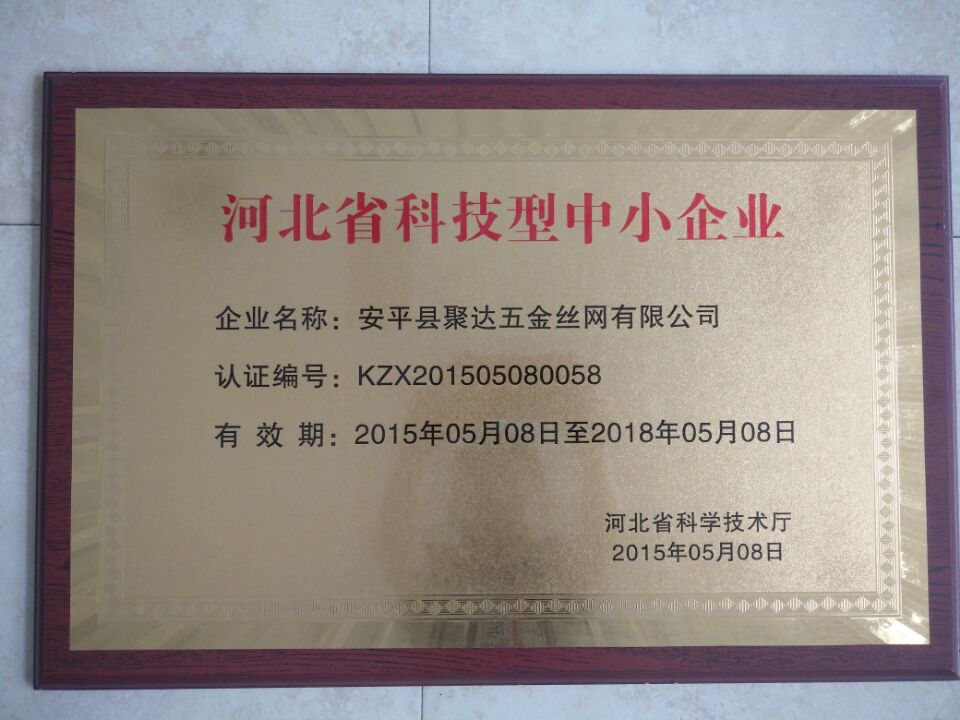 河北省科技型中小企业
企业名称：安平县聚达五金丝网有限公司
认证编号：KZX201505080058
有 效 期：2015年05月08日至2018年05月08日
河北省科学技术厅
2015年05月08日